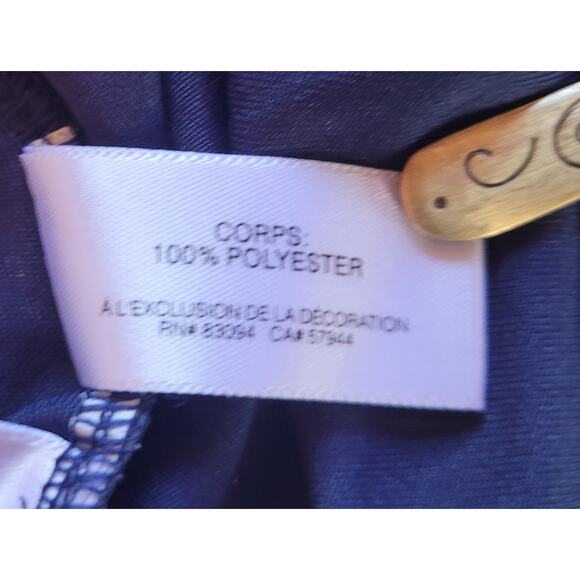 CORPS:
100% POLYESTER
À L'EXCLUSION DE LA DÉCORATION
RN# 83094 CA# 57944